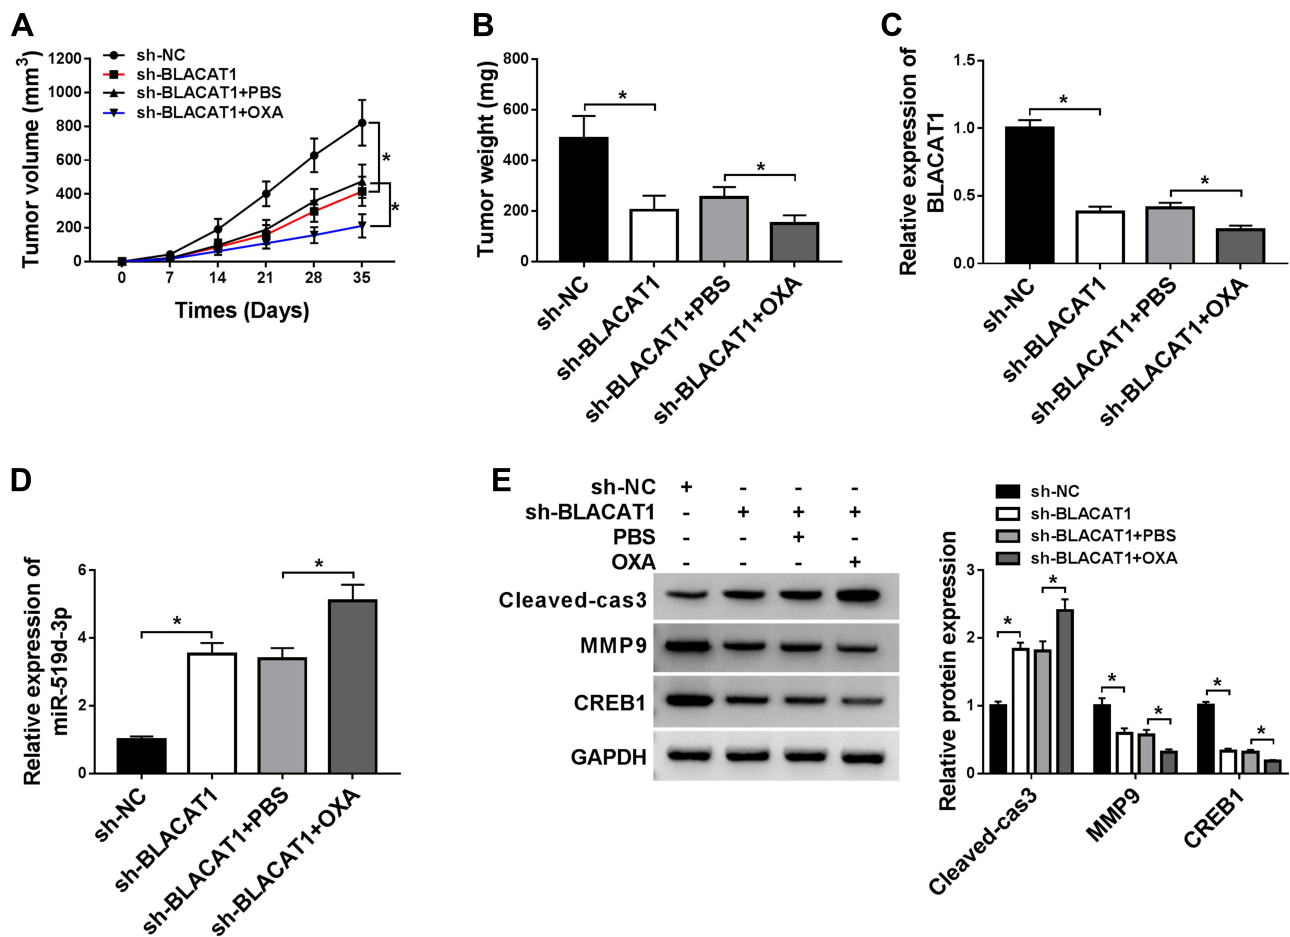 A
Tumor volume (mm3)
1200
1000
800
600
400
200
0
sh-NC
sh-BLACAT1
sh-BLACAT1+PBS
sh-BLACAT1+OXA
*
*
0 7 14 21 28 35
Times (Days)
B
Tumor weight (mg)
800
600
400
200
0
*
*
sh-NC
sh-BLACAT1
sh-BLACAT1+PBS
sh-BLACAT1+OXA
C
Relative expression of
BLACAT1
1.5
1.0
0.5
0.0
*
*
sh-NC
sh-BLACAT1
sh-BLACAT1+PBS
sh-BLACAT1+OXA
D
Relative expression of
miR-519d-3p
6
4
2
0
*
*
sh-NC
sh-BLACAT1
sh-BLACAT1+PBS
sh-BLACAT1+OXA
E
sh-NC + - - -
sh-BLACAT1 - + + +
PBS - - + -
OXA - - - +
Cleaved-cas3
MMP9
CREB1
GAPDH
sh-NC
sh-BLACAT1
sh-BLACAT1+PBS
sh-BLACAT1+OXA
Relative protein expression
3
2
1
0
*
*
*
*
*
*
Cleaved-cas3
MMP9
CREB1